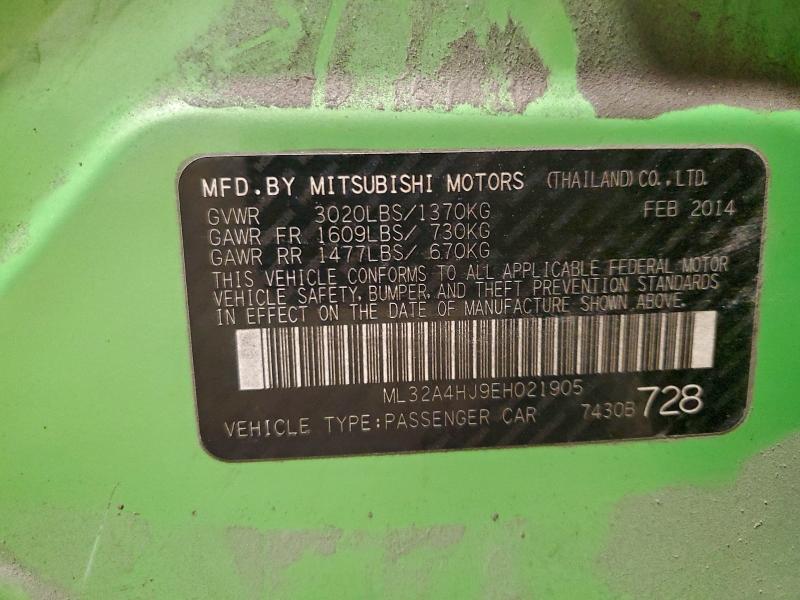 MFD.BY MITSUBISHI MOTORS (THAILAND) CO.,LTD.
GVWR 3020LBS/1370KG FEB 2014
GAWR FR 1609LBS/ 730KG
GAWR RR 1477LBS/ 670KG
THIS VEHICLE CONFORMS TO ALL APPLICABLE FEDERAL MOTOR
VEHICLE SAFETY, BUMPER, AND THEFT PREVENTION STANDARDS
IN EFFECT ON THE DATE OF MANUFACTURE SHOWN ABOVE.
ML32A4HJ9EH021905
VEHICLE TYPE:PASSENGER CAR 7430B 728